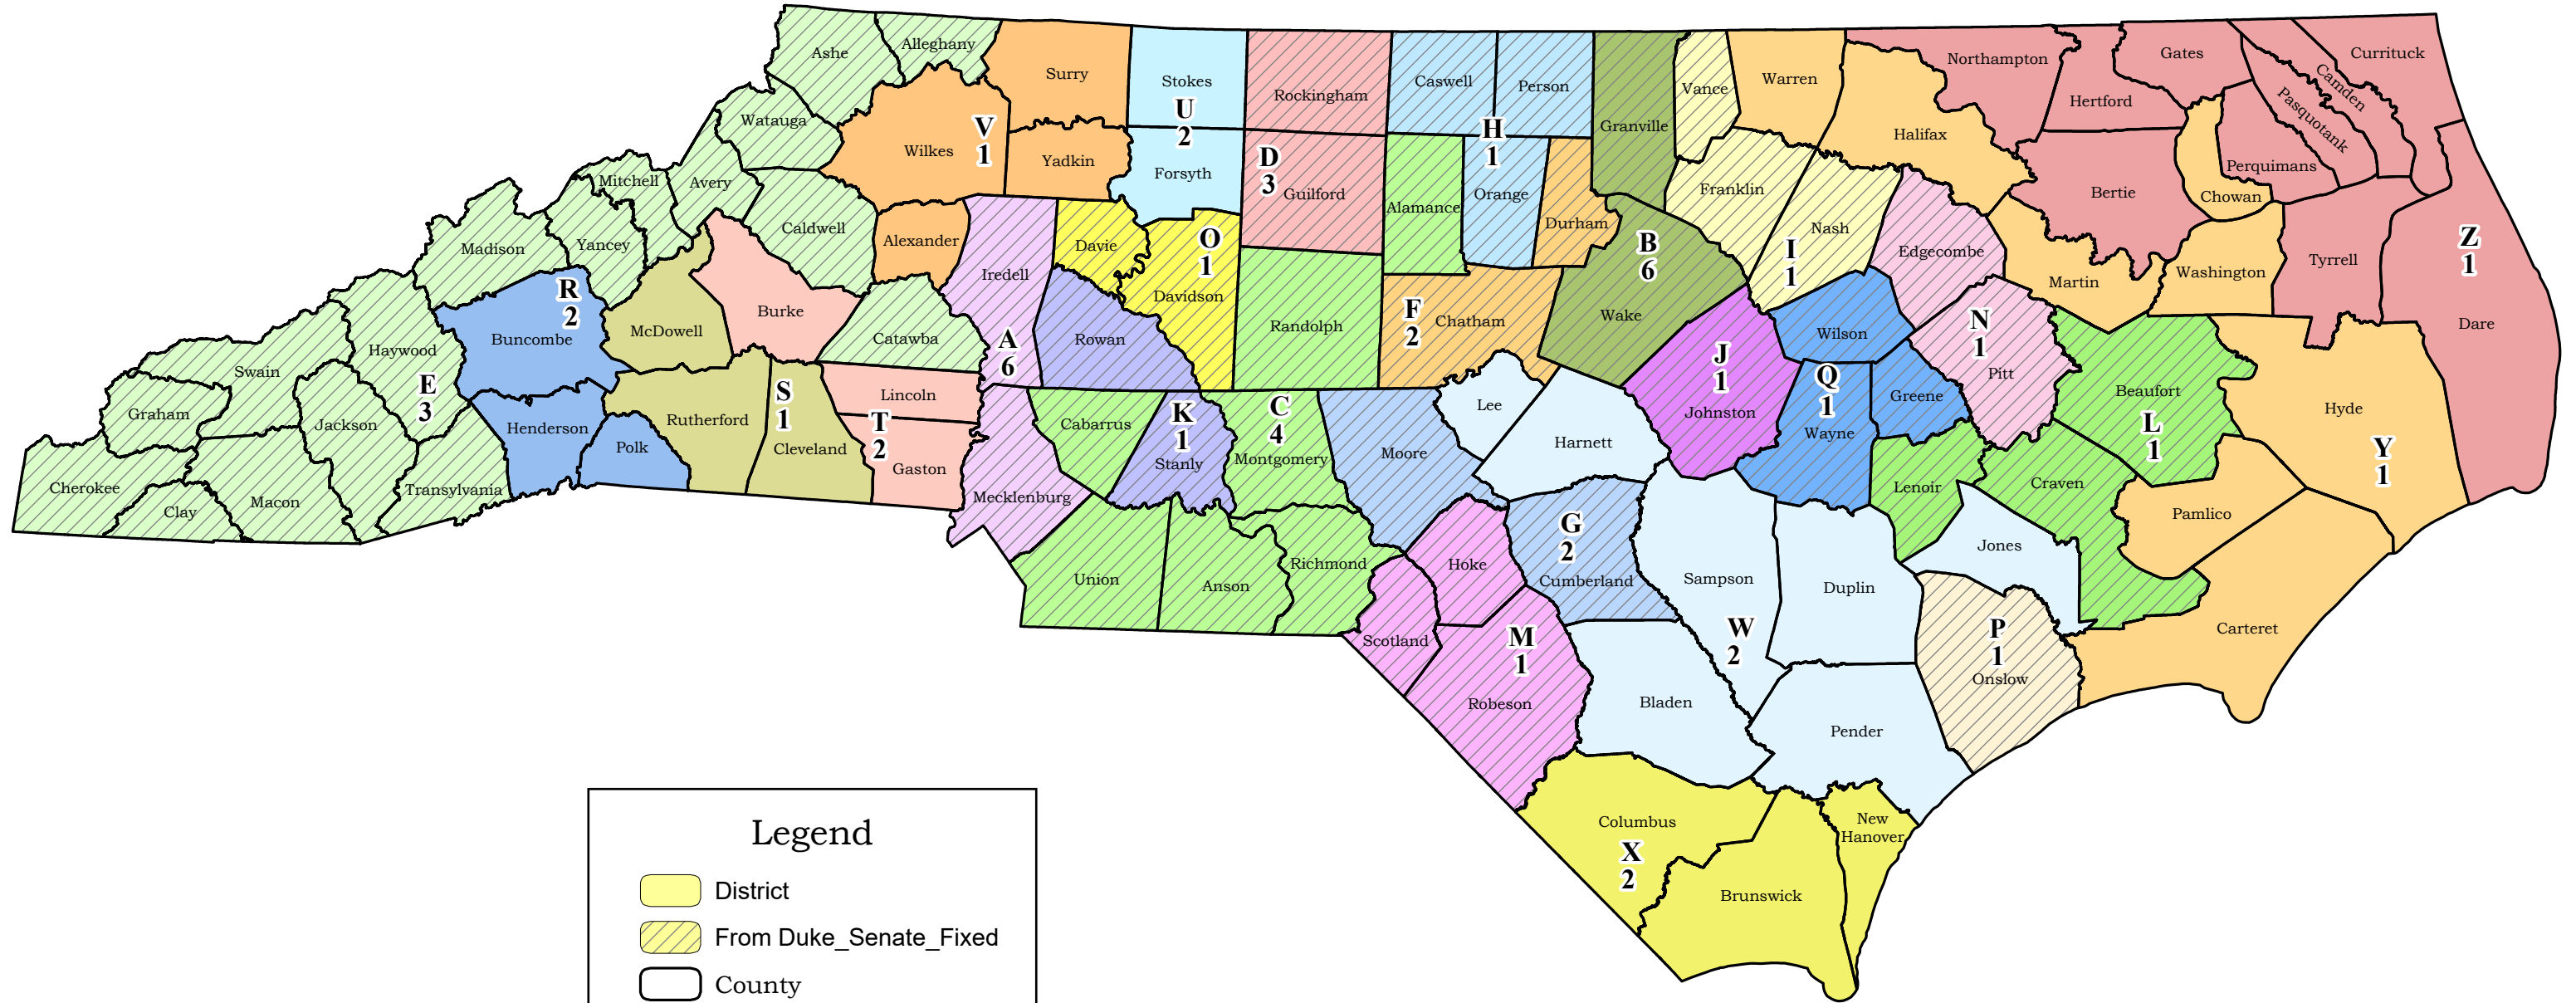 Ashe
Alleghany
Surry
Stokes
U
2
Rockingham
Caswell
Person
Granville
Vance
Warren
Northampton
Gates
Currituck
Camden
Pasquotank
Hertford
Halifax
Perquimans
Watauga
Wilkes
V
1
Yadkin
Forsyth
D
3
Guilford
H
1
Orange
Alamance
Durham
Franklin
Nash
I
1
Edgecombe
Bertie
Chowan
Mitchell
Avery
Caldwell
Alexander
Iredell
Davie
O
1
Davidson
B
6
Wake
Martin
Washington
Tyrrell
Z
1
Dare
Madison
Yancey
R
2
Buncombe
McDowell
Burke
Catawba
A
6
Rowan
Randolph
F
2
Chatham
J
1
Johnston
Wilson
N
1
Pitt
Beaufort
L
1
Hyde
Y
1
Swain
Haywood
E
3
Graham
Jackson
Henderson
Polk
Rutherford
S
1
Cleveland
Lincoln
T
2
Gaston
Mecklenburg
Cabarrus
K
1
Stanly
C
4
Montgomery
Moore
Lee
Harnett
Q
1
Wayne
Greene
Lenoir
Craven
Pamlico
Cherokee
Clay
Macon
Transylvania
Union
Anson
Richmond
Hoke
G
2
Cumberland
Sampson
Duplin
Jones
Carteret
Scotland
M
1
Robeson
Bladen
W
2
Pender
P
1
Onslow
Columbus
X
2
Brunswick
New
Hanover
Legend
District
From Duke_Senate_Fixed
County